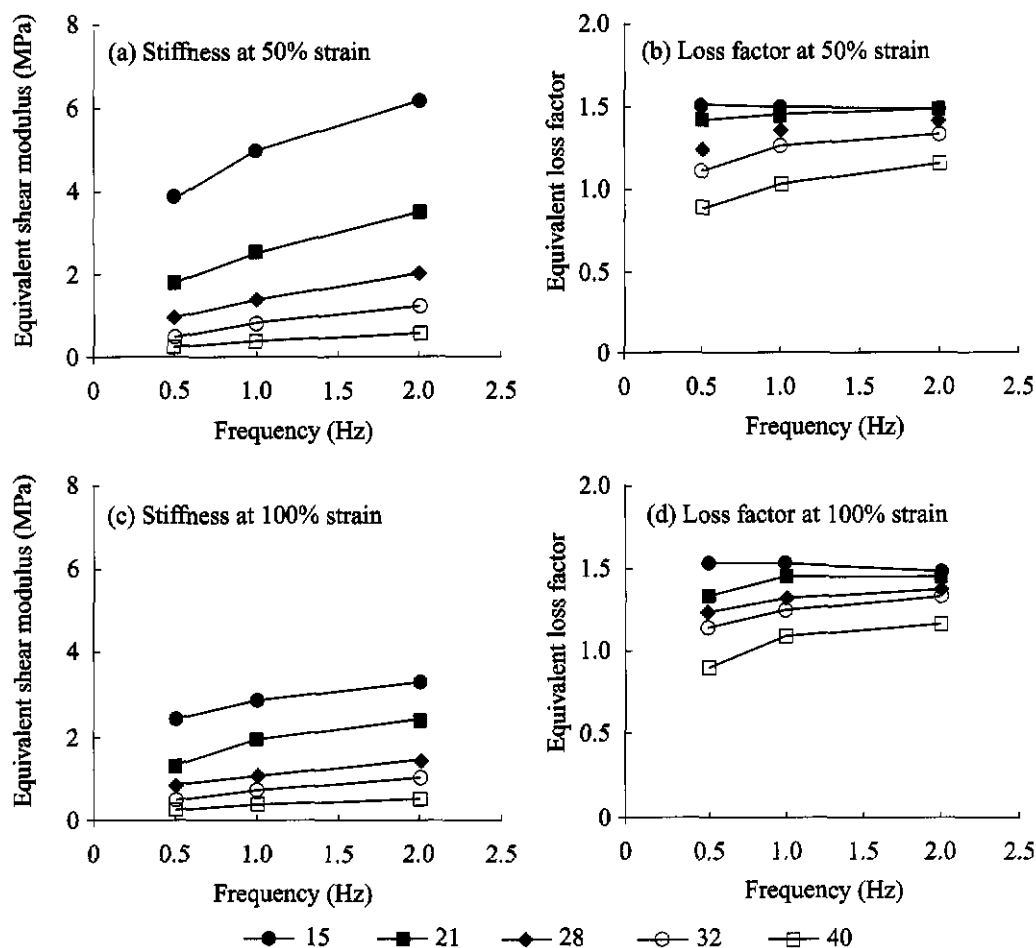 (a) Stiffness at 50% strain
Equivalent shear modulus (MPa)
8
6
4
2
0
0 0.5 1.0 1.5 2.0 2.5
Frequency (Hz)
(b) Loss factor at 50% strain
Equivalent loss factor
2.0
1.5
1.0
0.5
0
0 0.5 1.0 1.5 2.0 2.5
Frequency (Hz)
(c) Stiffness at 100% strain
Equivalent shear modulus (MPa)
8
6
4
2
0
0 0.5 1.0 1.5 2.0 2.5
Frequency (Hz)
(d) Loss factor at 100% strain
Equivalent loss factor
2.0
1.5
1.0
0.5
0
0 0.5 1.0 1.5 2.0 2.5
Frequency (Hz)
15 21 28 32 40